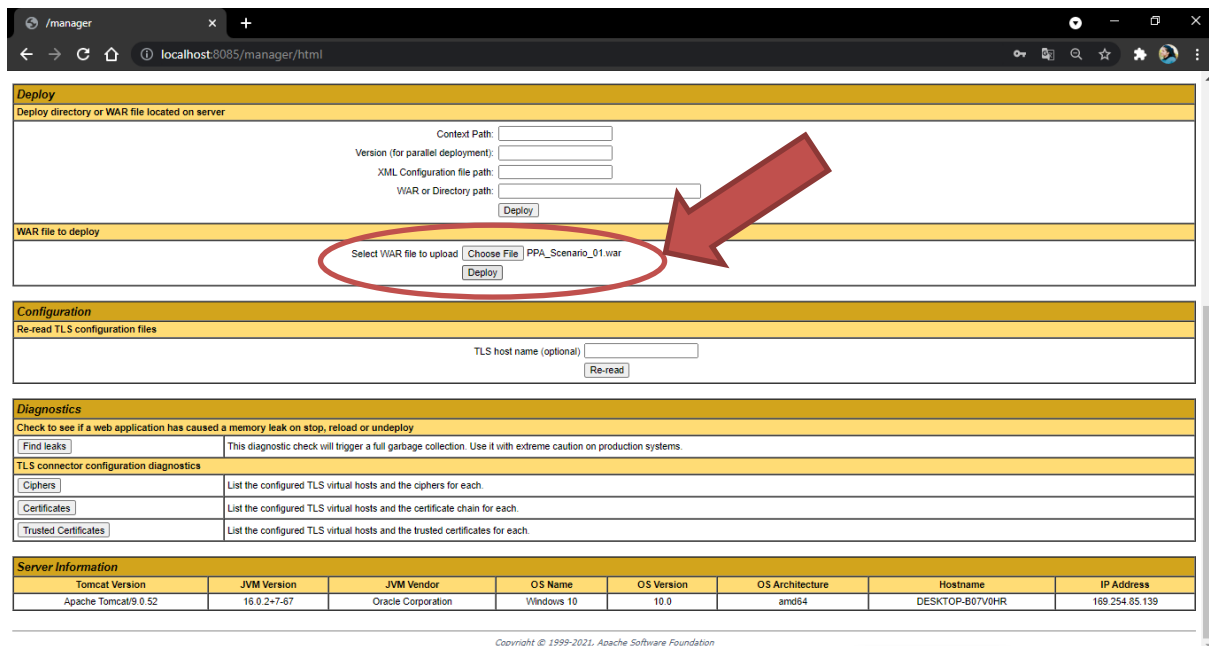 /manager
localhost:8085/manager/html
Deploy
Deploy directory or WAR file located on server
Context Path:
Version (for parallel deployment):
XML Configuration file path:
WAR or Directory path:
Deploy
WAR file to deploy
Select WAR file to upload Choose File PPA_Scenario_01.war
Deploy
Configuration
Re-read TLS configuration files
TLS host name (optional)
Re-read
Diagnostics
Check to see if a web application has caused a memory leak on stop, reload or undeploy
Find leaks This diagnostic check will trigger a full garbage collection. Use it with extreme caution on production systems.
TLS connector configuration diagnostics
Ciphers List the configured TLS virtual hosts and the ciphers for each.
Certificates List the configured TLS virtual hosts and the certificate chain for each.
Trusted Certificates List the configured TLS virtual hosts and the trusted certificates for each.
Server Information
Tomcat Version JVM Version JVM Vendor OS Name OS Version OS Architecture Hostname IP Address
Apache Tomcat/9.0.52 16.0.2+7-67 Oracle Corporation Windows 10 10.0 amd64 DESKTOP-B07V0HR 169.254.85.139
Copyright © 1999-2021, Apache Software Foundation